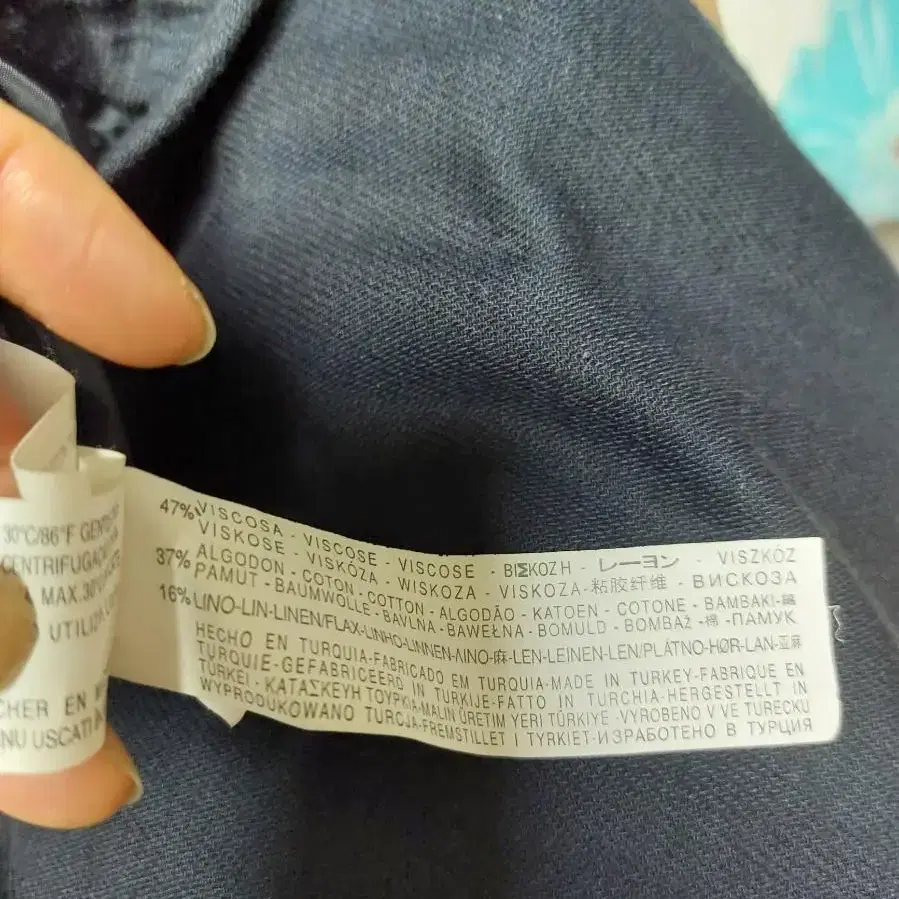 30°C/86°F
CENTRIFUGA
MAX.30
UTILIZ
CHER EN
NU USCATI
47% VISCOSA - VISCOSE - VISCOSE - ΒΙΣΚΟΖΗ - レーヨン - VISZKÓZ
VISKOSE - VISKÓZA - WISKOZA - VISKOZA-粘胶纤维 - ВИСКОЗА
37% ALGODON - COTON - COTTON - ALGODÃO - KATOEN - COTONE - BAMBAKI-綿
PAMUT - BAUMWOLLE - BAVLNA - BAWEŁNA - BOMULD - BOMBAŽ - 棉 -ПАМУК
16% LINO-LIN-LINEN/FLAX-LINHO-LINNEN-ΛΙΝΟ-麻-LEN-LEINEN-LEN/PLÁTNO-HØR-LAN-亚麻
HECHO EN TURQUIA-FABRICADO EM TURQUIA-MADE IN TURKEY-FABRIQUE EN
TURQUIE-GEFABRICEERD IN TURKIJE-FATTO IN TURCHIA-HERGESTELLT IN
TÜRKEI - ΚΑΤΑΣΚΕΥΗ ΤΟΥΡΚΙΑ-MALIN ÜRETIM YERI TÜRKIYE -VYROBENO V VE TURECKU
WYPRODUKOWANO TURCJA-FREMSTILLET I TYRKIET-ИЗРАБОТЕНО В ТУРЦИЯ